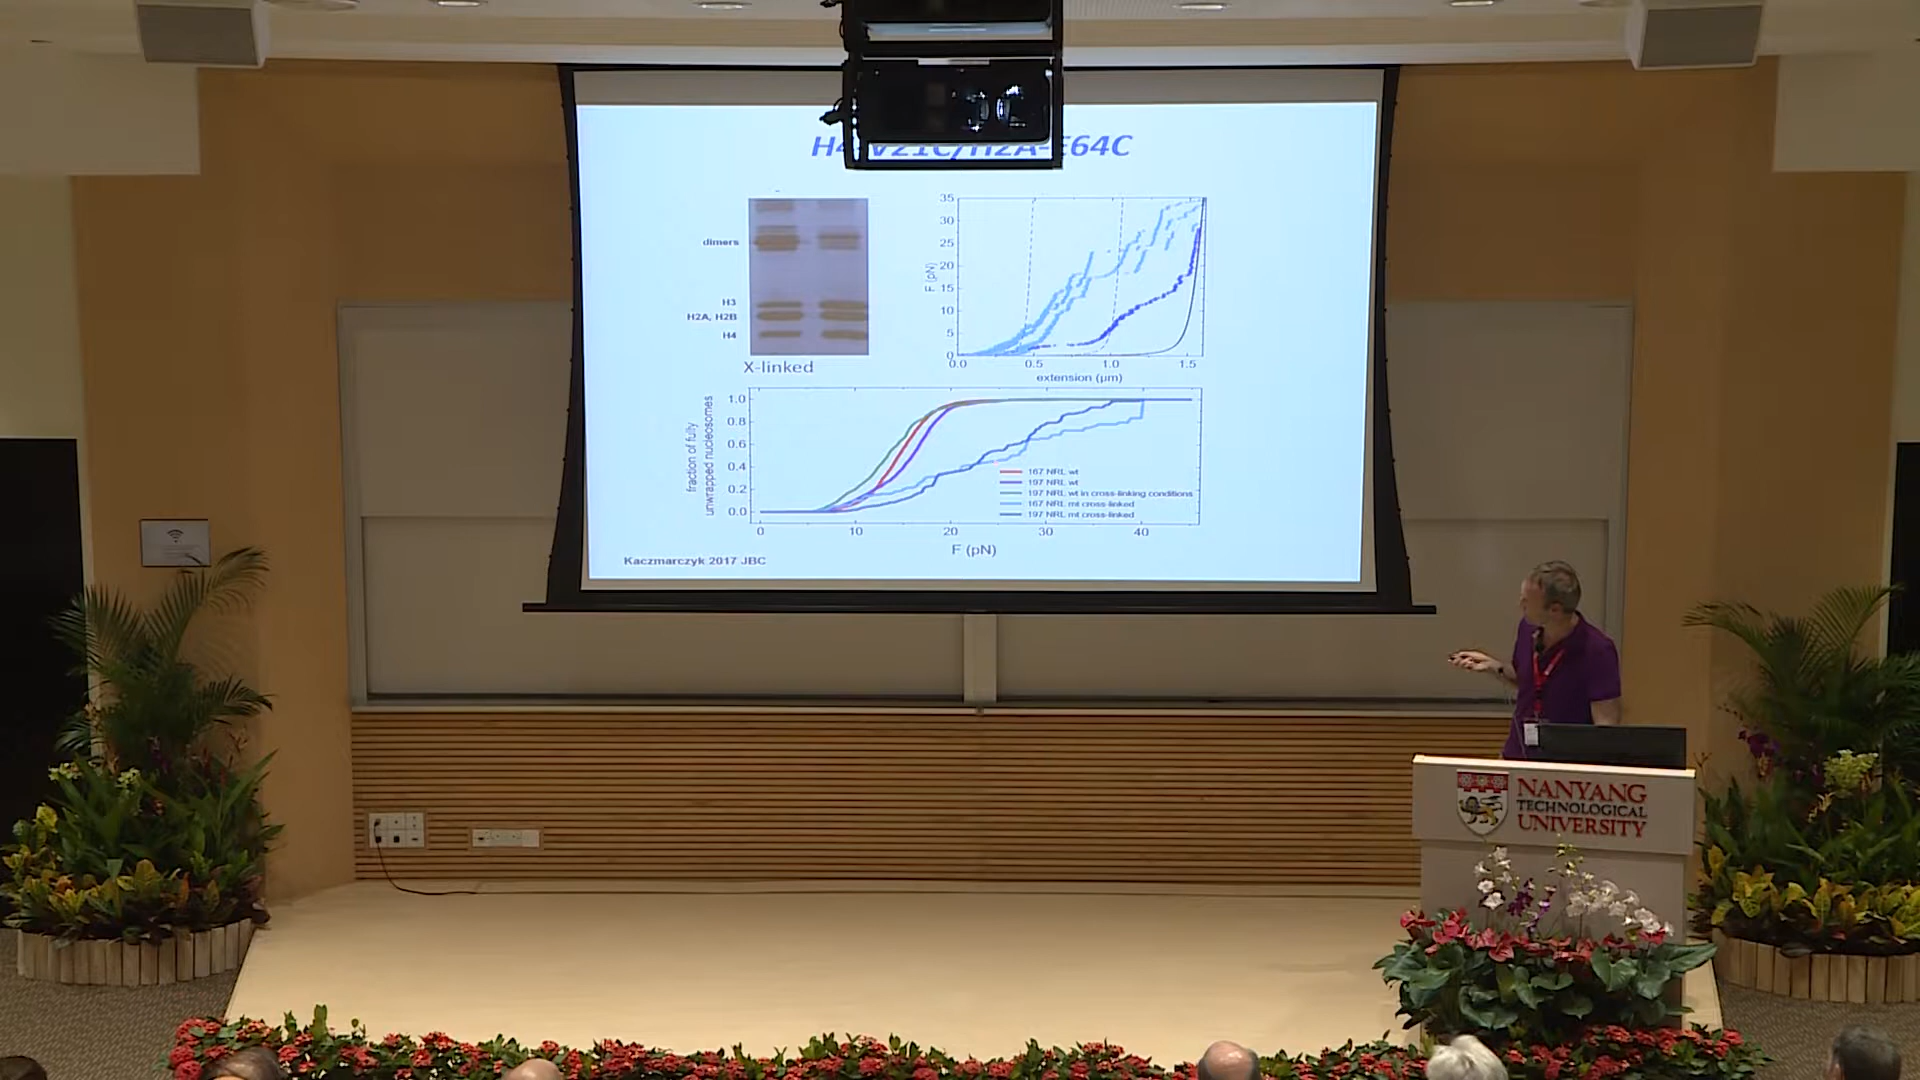 H4-V21C/H2A-E64C
dimers
H3
H2A, H2B
H4
X-linked
35
30
25
20
15
10
5
0
F (pN)
0.0 0.5 1.0 1.5
extension (μm)
fraction of fully
unwrapped nucleosomes
1.0
0.8
0.6
0.4
0.2
0.0
167 NRL wt
197 NRL wt
197 NRL wt in cross-linking conditions
167 NRL mt cross-linked
197 NRL mt cross-linked
0 10 20 30 40
F (pN)
Kaczmarczyk 2017 JBC
NANYANG
TECHNOLOGICAL
UNIVERSITY